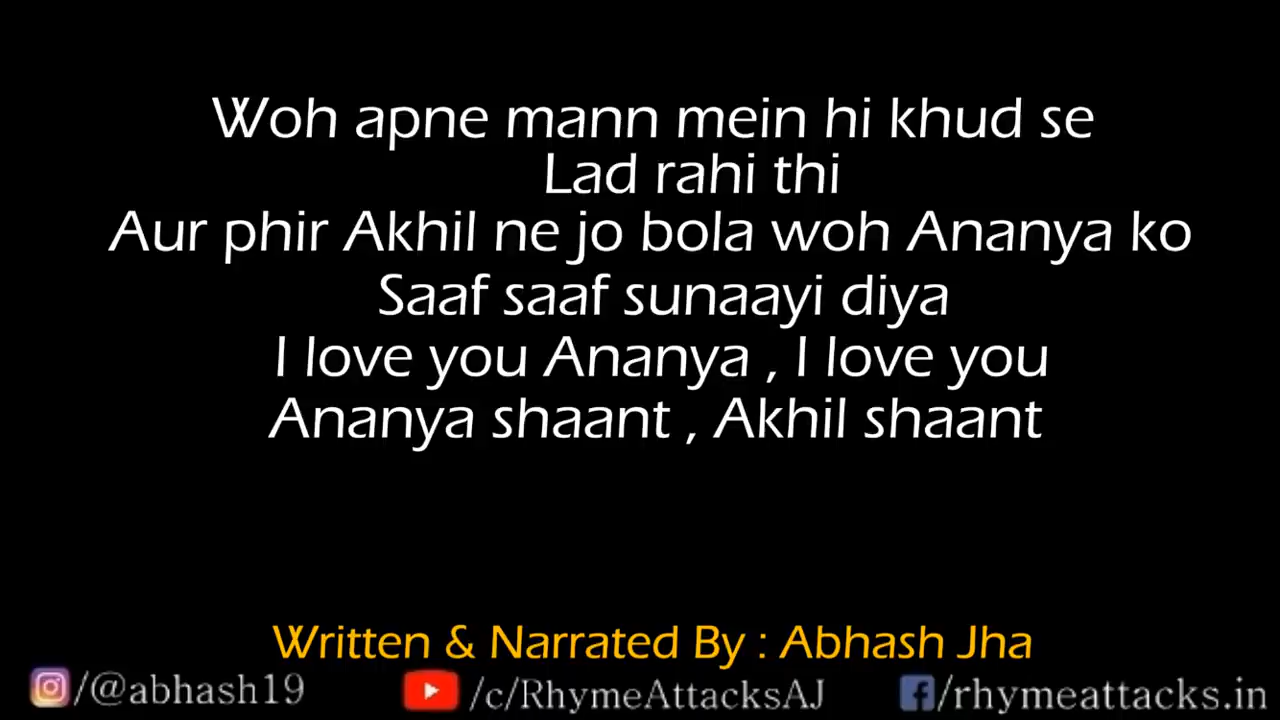 Woh apne mann mein hi khud se
Lad rahi thi
Aur phir Akhil ne jo bola woh Ananya ko
Saaf saaf sunaayi diya
I love you Ananya , I love you
Ananya shaant , Akhil shaant
Written & Narrated By : Abhash Jha
/@abhash19 /c/RhymeAttacksAJ /rhymeattacks.in